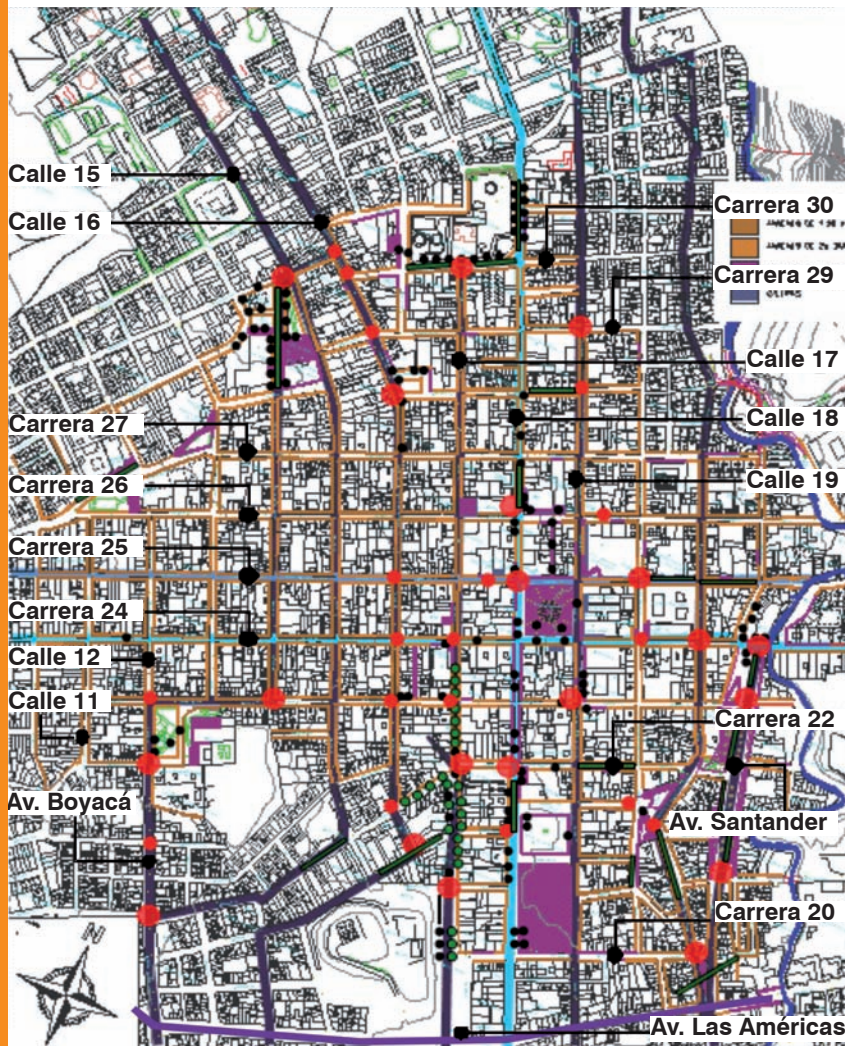 Calle 15
Calle 16
Carrera 30
Carrera 29
Calle 17
Calle 18
Carrera 27
Carrera 26
Calle 19
Carrera 25
Carrera 24
Calle 12
Calle 11
Carrera 22
Av. Boyacá
Av. Santander
Carrera 20
N
Av. Las Américas